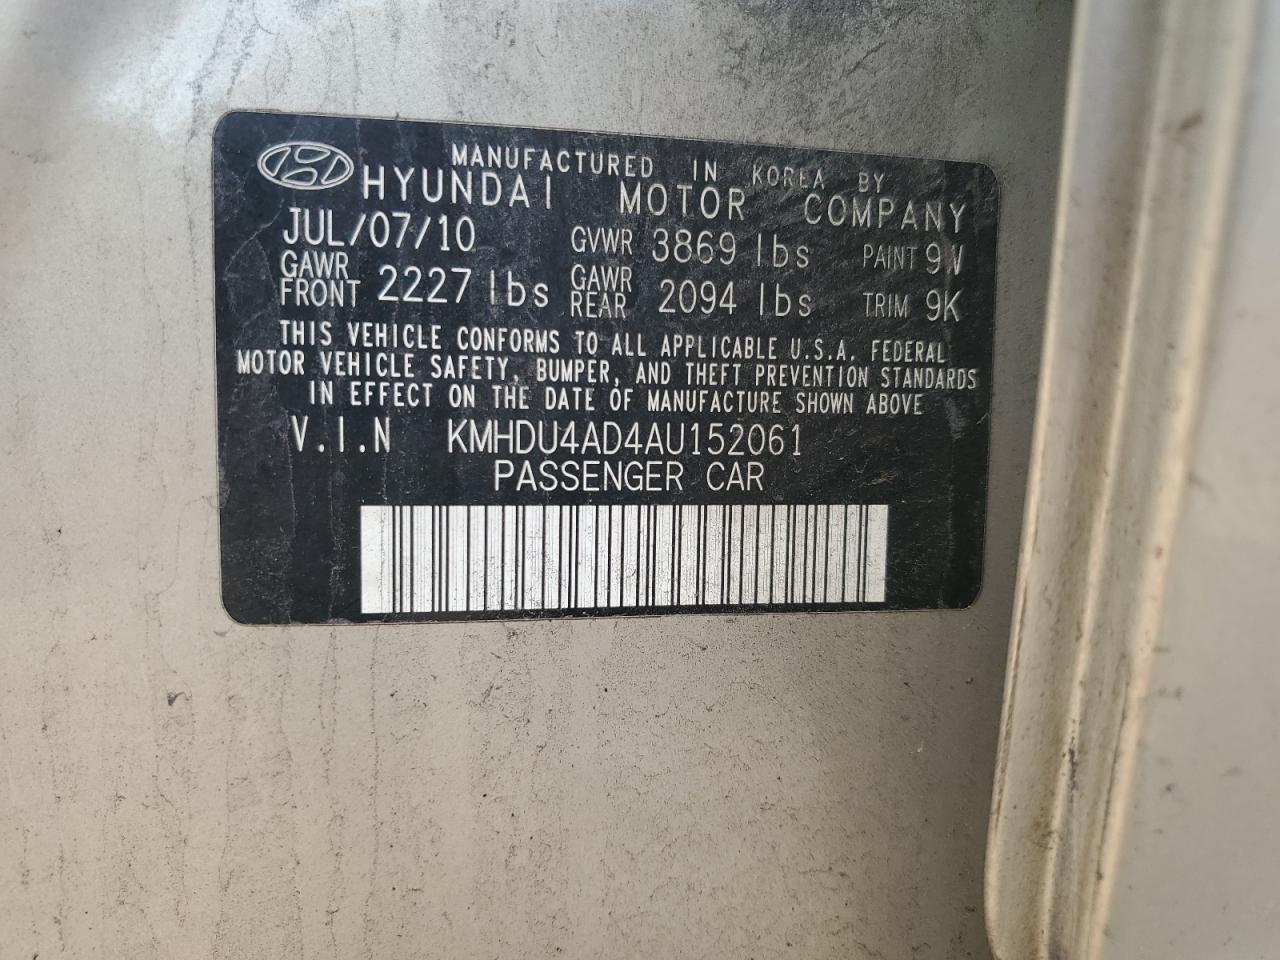 MANUFACTURED IN KOREA BY
HYUNDAI MOTOR COMPANY
JUL/07/10 GVWR 3869 lbs PAINT 9V
GAWR FRONT 2227 lbs GAWR REAR 2094 lbs TRIM 9K
THIS VEHICLE CONFORMS TO ALL APPLICABLE U.S.A. FEDERAL
MOTOR VEHICLE SAFETY, BUMPER, AND THEFT PREVENTION STANDARDS
IN EFFECT ON THE DATE OF MANUFACTURE SHOWN ABOVE
V.I.N KMHDU4AD4AU152061
PASSENGER CAR